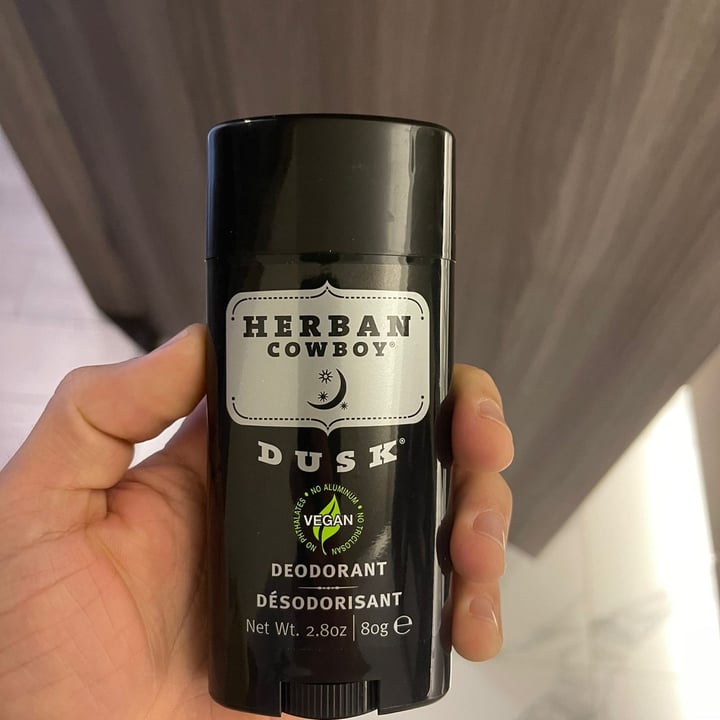 HERBAN
COWBOY®
DUSK®
NO PHTHALATES • NO ALUMINUM • NO TRICLOSAN
VEGAN
DEODORANT
DÉSODORISANT
Net Wt. 2.8oz | 80g ℮